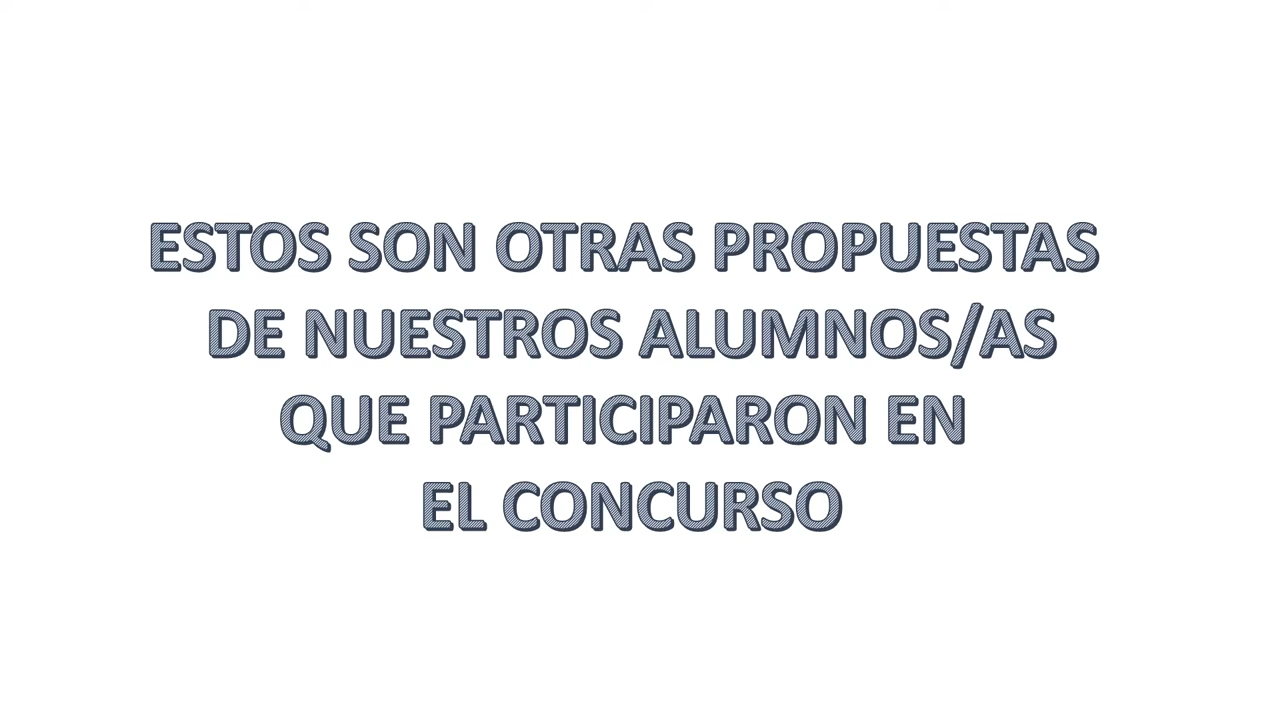 ESTOS SON OTRAS PROPUESTAS
DE NUESTROS ALUMNOS/AS
QUE PARTICIPARON EN
EL CONCURSO